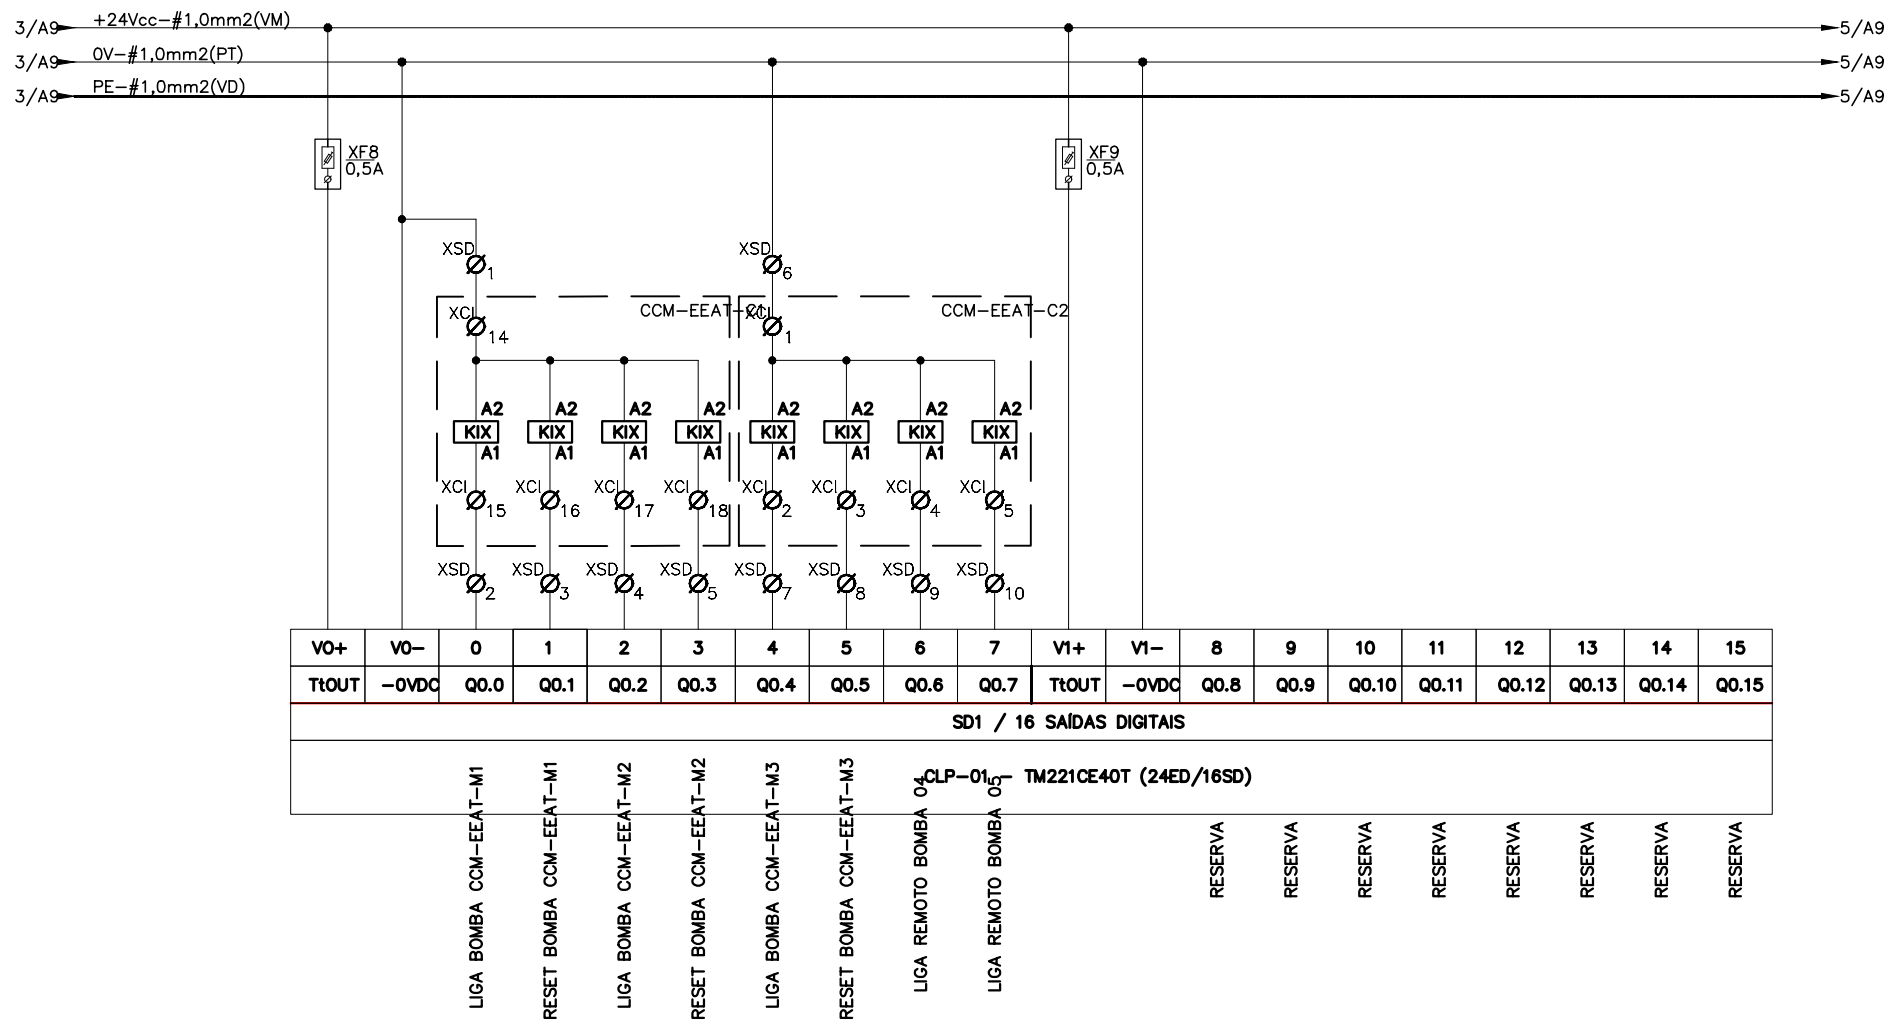 3/A9 +24Vcc-#1,0mm2(VM) 5/A9
3/A9 0V-#1,0mm2(PT) 5/A9
3/A9 PE-#1,0mm2(VD) 5/A9
XF8 XF9
0,5A 0,5A
XSD 1 XSD 6
CCM-EEAT-C1 CCM-EEAT-C2
XCI 14 XCI 1
A2 A2 A2 A2 A2 A2 A2 A2
KIX KIX KIX KIX KIX KIX KIX KIX
A1 A1 A1 A1 A1 A1 A1 A1
XCI 15 XCI 16 XCI 17 XCI 18 XCI 2 XCI 3 XCI 4 XCI 5
XSD 2 XSD 3 XSD 4 XSD 5 XSD 7 XSD 8 XSD 9 XSD 10
V0+ V0- 0 1 2 3 4 5 6 7 V1+ V1- 8 9 10 11 12 13 14 15
TtOUT -0VDC Q0.0 Q0.1 Q0.2 Q0.3 Q0.4 Q0.5 Q0.6 Q0.7 TtOUT -0VDC Q0.8 Q0.9 Q0.10 Q0.11 Q0.12 Q0.13 Q0.14 Q0.15
SD1 / 16 SAÍDAS DIGITAIS
CLP-01 - TM221CE40T (24ED/16SD)
LIGA BOMBA CCM-EEAT-M1
RESET BOMBA CCM-EEAT-M1
LIGA BOMBA CCM-EEAT-M2
RESET BOMBA CCM-EEAT-M2
LIGA BOMBA CCM-EEAT-M3
RESET BOMBA CCM-EEAT-M3
LIGA REMOTO BOMBA 04
LIGA REMOTO BOMBA 05
RESERVA
RESERVA
RESERVA
RESERVA
RESERVA
RESERVA
RESERVA
RESERVA